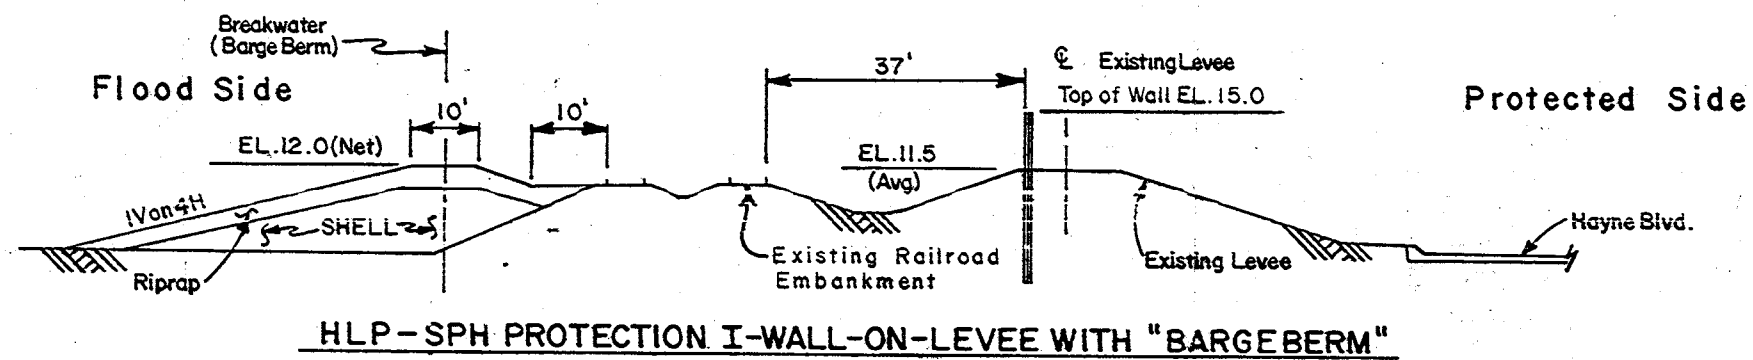 Breakwater
(Barge Berm)
Flood Side
37'
℄ Existing Levee
Top of Wall EL. 15.0
Protected Side
10'
10'
EL. 12.0 (Net)
EL. 11.5
(Avg)
1V on 4H
SHELL
Riprap
Existing Railroad
Embankment
Existing Levee
Hayne Blvd.
HLP-SPH PROTECTION I-WALL-ON-LEVEE WITH "BARGE BERM"